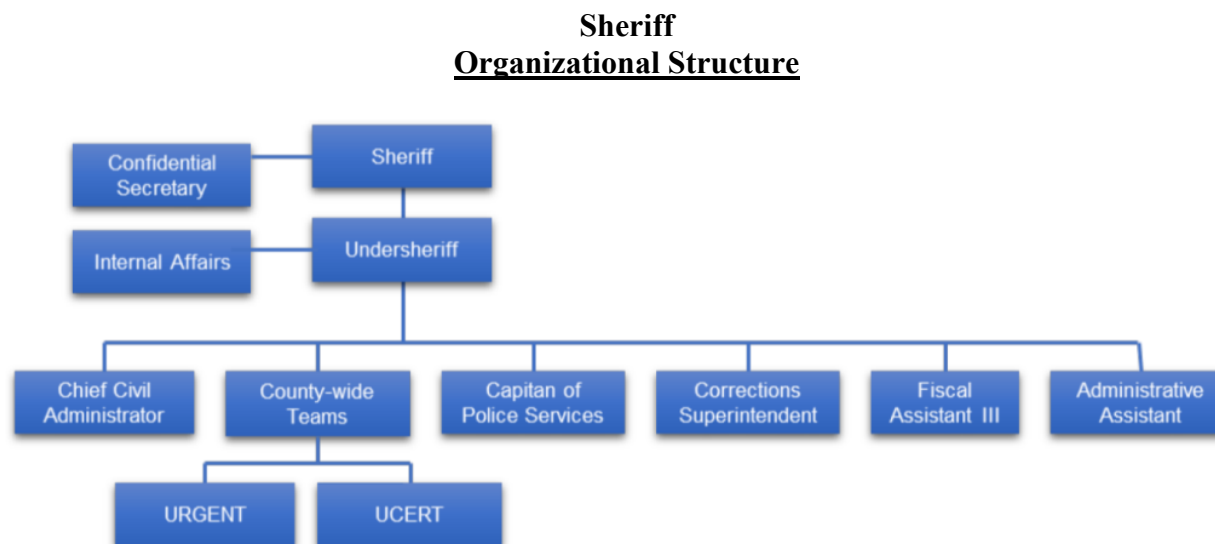 Sheriff
Organizational Structure
Sheriff
Confidential
Secretary
Undersheriff
Internal Affairs
Chief Civil
Administrator
County-wide
Teams
Capitan of
Police Services
Corrections
Superintendent
Fiscal
Assistant III
Administrative
Assistant
URGENT
UCERT